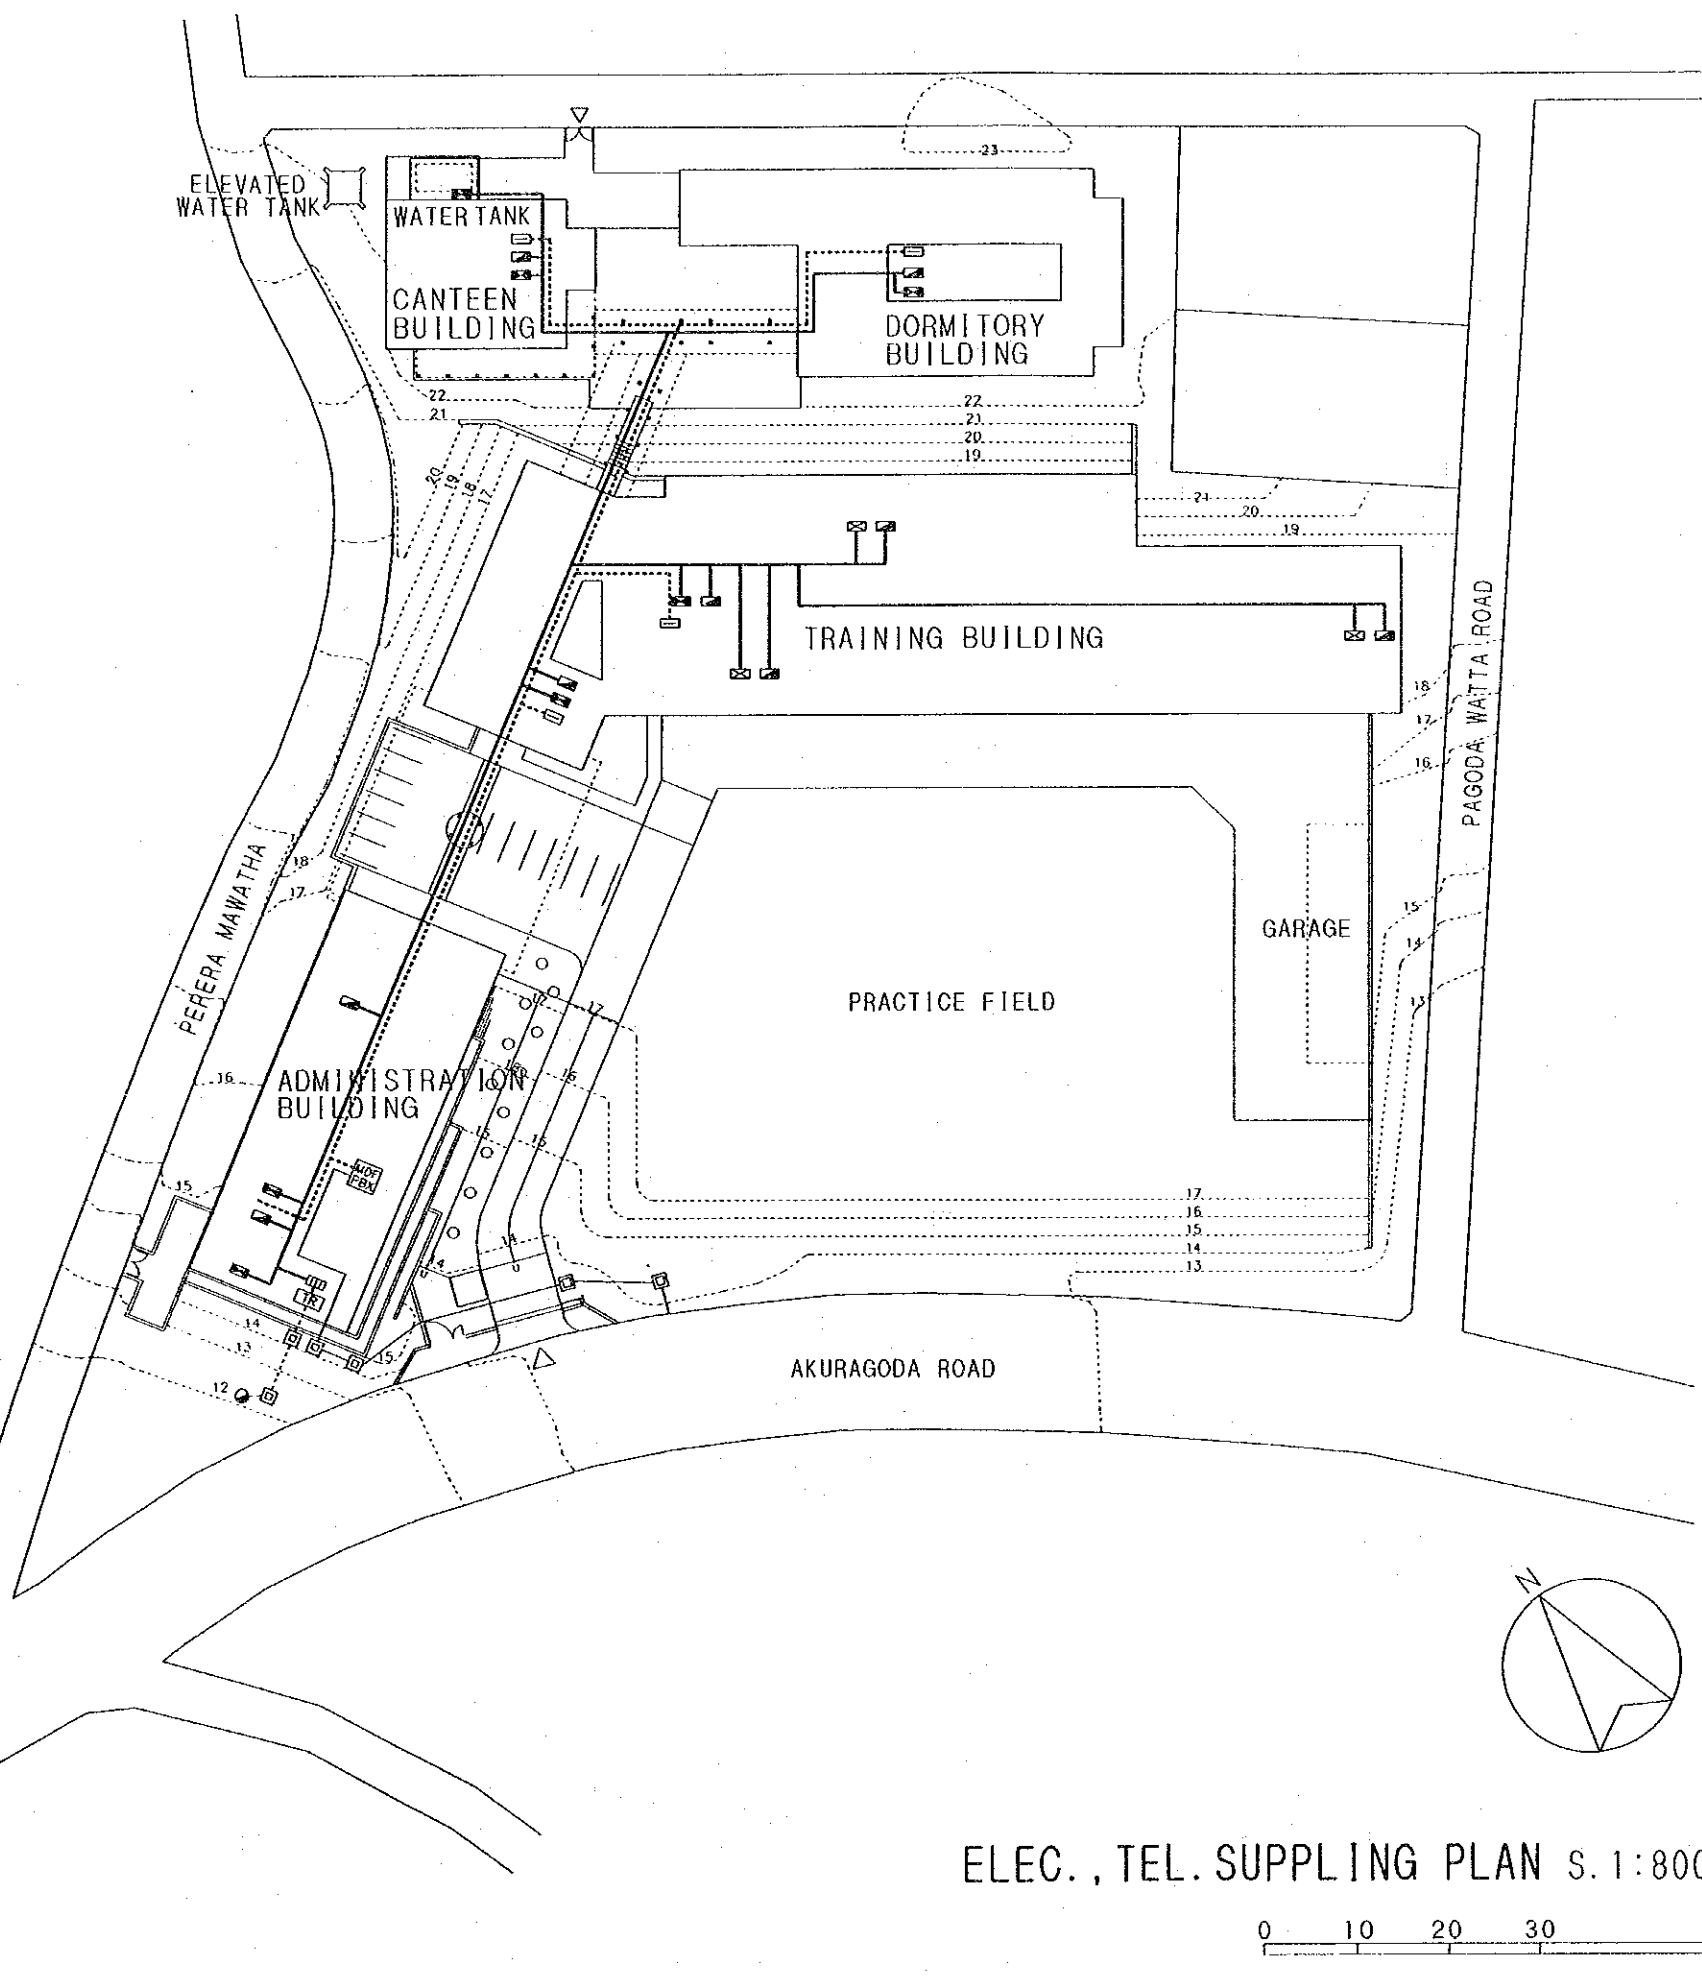 23
ELEVATED
WATER TANK
WATER TANK
CANTEEN
BUILDING
DORMITORY
BUILDING
22
22
21
21
20
19
20
19
18
17
21
20
19
TRAINING BUILDING
PAGODA WATTA ROAD
18
17
16
18
17
PERERA MAWATHA
15
GARAGE
14
13
PRACTICE FIELD
17
16
16
ADMINISTRATION
BUILDING
15
15
MDF
PBX
15
17
16
15
14
13
14
14
TR
14
13
15
12
AKURAGODA ROAD
N
ELEC., TEL. SUPPLING PLAN S. 1:800
0 10 20 30